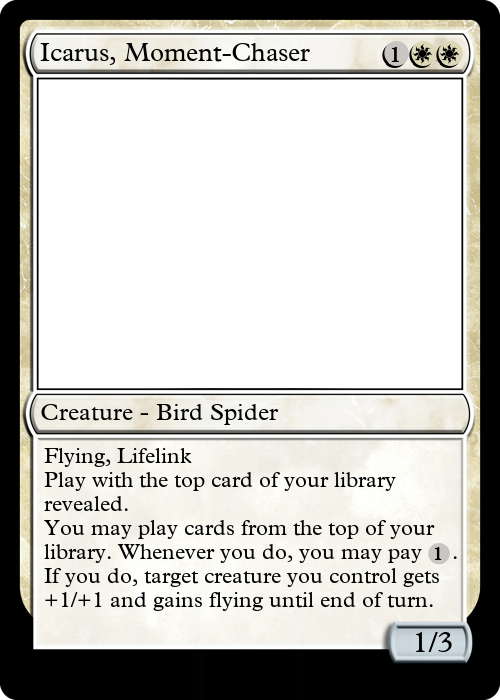 Icarus, Moment-Chaser 1
Creature - Bird Spider
Flying, Lifelink
Play with the top card of your library
revealed.
You may play cards from the top of your
library. Whenever you do, you may pay 1.
If you do, target creature you control gets
+1/+1 and gains flying until end of turn.
1/3